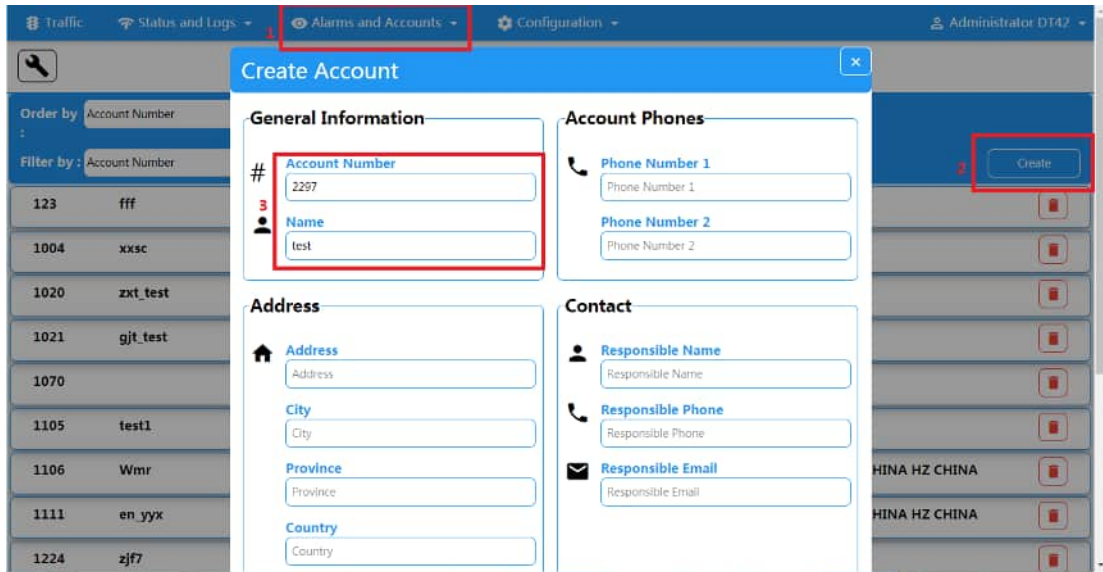 Traffic Status and Logs Alarms and Accounts Configuration Administrator DT42
1
Create Account
×
Order by : Account Number
Filter by : Account Number
2 Create
General Information
# Account Number
2297
3
Name
test
Account Phones
Phone Number 1
Phone Number 1
Phone Number 2
Phone Number 2
Address
Address
Address
City
City
Province
Province
Country
Country
Contact
Responsible Name
Responsible Name
Responsible Phone
Responsible Phone
Responsible Email
Responsible Email
123 fff
1004 xxsc
1020 zxt_test
1021 gjt_test
1070
1105 test1
1106 Wmr HINA HZ CHINA
1111 en_yyx HINA HZ CHINA
1224 zjf7